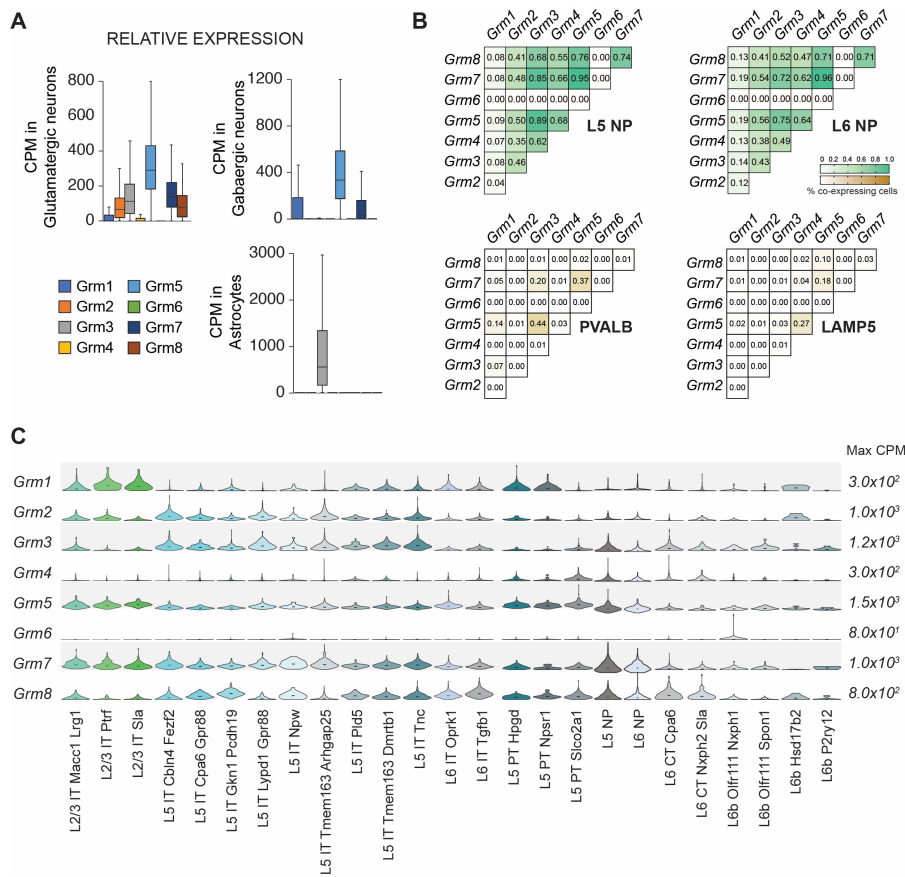 A
RELATIVE EXPRESSION
CPM in
Glutamatergic neurons
800
600
400
200
0
CPM in
Gabaergic neurons
1200
800
400
0
CPM in
Astrocytes
3000
2000
1000
0
Grm1
Grm2
Grm3
Grm4
Grm5
Grm6
Grm7
Grm8
B
Grm1 Grm2 Grm3 Grm4 Grm5 Grm6 Grm7
Grm8 0.08 0.41 0.68 0.55 0.76 0.00 0.74
Grm7 0.08 0.48 0.85 0.66 0.95 0.00
Grm6 0.00 0.00 0.00 0.00 0.00
Grm5 0.09 0.50 0.89 0.68
Grm4 0.08 0.35 0.62
Grm3 0.08 0.46
Grm2 0.04
L5 NP
Grm1 Grm2 Grm3 Grm4 Grm5 Grm6 Grm7
Grm8 0.13 0.41 0.52 0.47 0.71 0.00 0.71
Grm7 0.19 0.54 0.72 0.62 0.96 0.00
Grm6 0.00 0.00 0.00 0.00 0.00
Grm5 0.19 0.56 0.75 0.64
Grm4 0.13 0.38 0.49
Grm3 0.14 0.43
Grm2 0.12
L6 NP
0 0.2 0.4 0.6 0.8 1.0
% co-expressing cells
Grm1 Grm2 Grm3 Grm4 Grm5 Grm6 Grm7
Grm8 0.01 0.00 0.01 0.00 0.02 0.00 0.01
Grm7 0.05 0.00 0.20 0.01 0.37 0.00
Grm6 0.00 0.00 0.00 0.00 0.00
Grm5 0.14 0.01 0.44 0.03
Grm4 0.00 0.00 0.01
Grm3 0.07 0.00
Grm2 0.00
PVALB
Grm1 Grm2 Grm3 Grm4 Grm5 Grm6 Grm7
Grm8 0.01 0.00 0.01 0.02 0.10 0.00 0.03
Grm7 0.01 0.00 0.01 0.04 0.18 0.00
Grm6 0.00 0.00 0.00 0.00 0.00
Grm5 0.02 0.01 0.03 0.27
Grm4 0.00 0.00 0.01
Grm3 0.00 0.00
Grm2 0.00
LAMP5
C
Max CPM
Grm1 3.0x10²
Grm2 1.0x10³
Grm3 1.2x10³
Grm4 3.0x10²
Grm5 1.5x10³
Grm6 8.0x10¹
Grm7 1.0x10³
Grm8 8.0x10²
L2/3 IT Macc1 Lrg1
L2/3 IT Ptrf
L2/3 IT Sla
L5 IT Cbln4 Fezf2
L5 IT Cpa6 Gpr88
L5 IT Gkn1 Pcdh19
L5 IT Lypd1 Gpr88
L5 IT Npw
L5 IT Tmem163 Arhgap25
L5 IT Pld5
L5 IT Tmem163 Dmrtb1
L5 IT Tnc
L6 IT Oprk1
L6 IT Tgfb1
L5 PT Hpgd
L5 PT Npsr1
L5 PT Slco2a1
L5 NP
L6 NP
L6 CT Cpa6
L6 CT Nxph2 Sla
L6b Olfr111 Nxph1
L6b Olfr111 Spon1
L6b Hsd17b2
L6b P2ry12